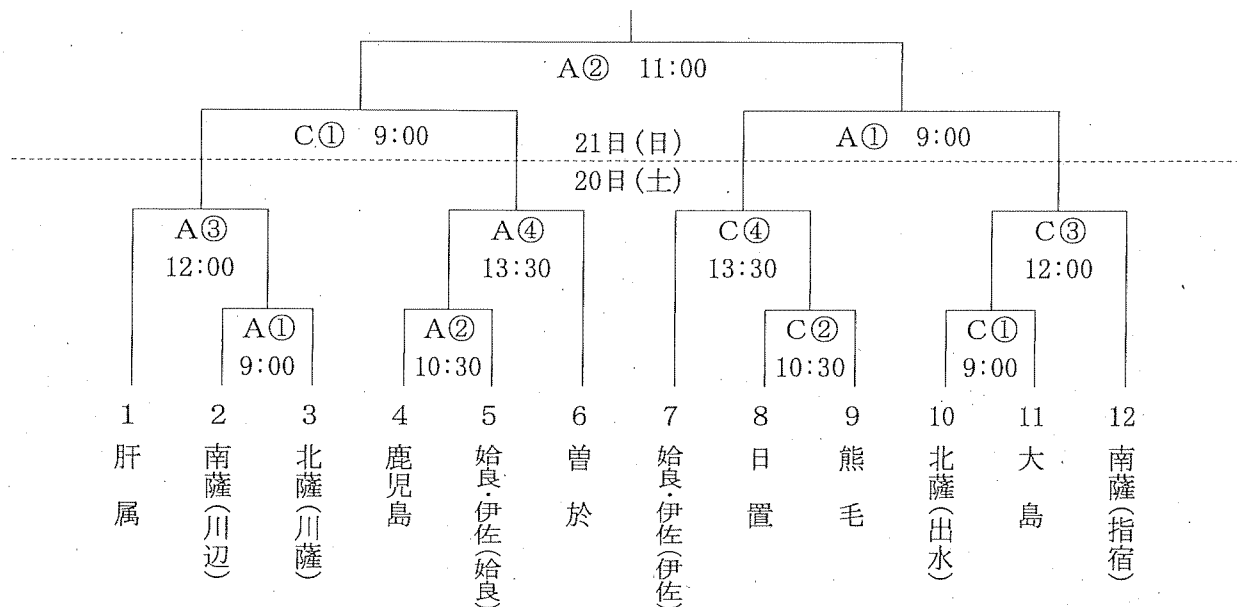 A② 11:00
C① 9:00
21日(日)
A① 9:00
20日(土)
A③
12:00
A④
13:30
C④
13:30
C③
12:00
A①
9:00
A②
10:30
C②
10:30
C①
9:00
1 2 3 4 5 6 7 8 9 10 11 12
肝属
南薩(川辺)
北薩(川薩)
鹿児島
姶良・伊佐(姶良)
曽於
姶良・伊佐(伊佐)
日置
熊毛
北薩(出水)
大島
南薩(指宿)